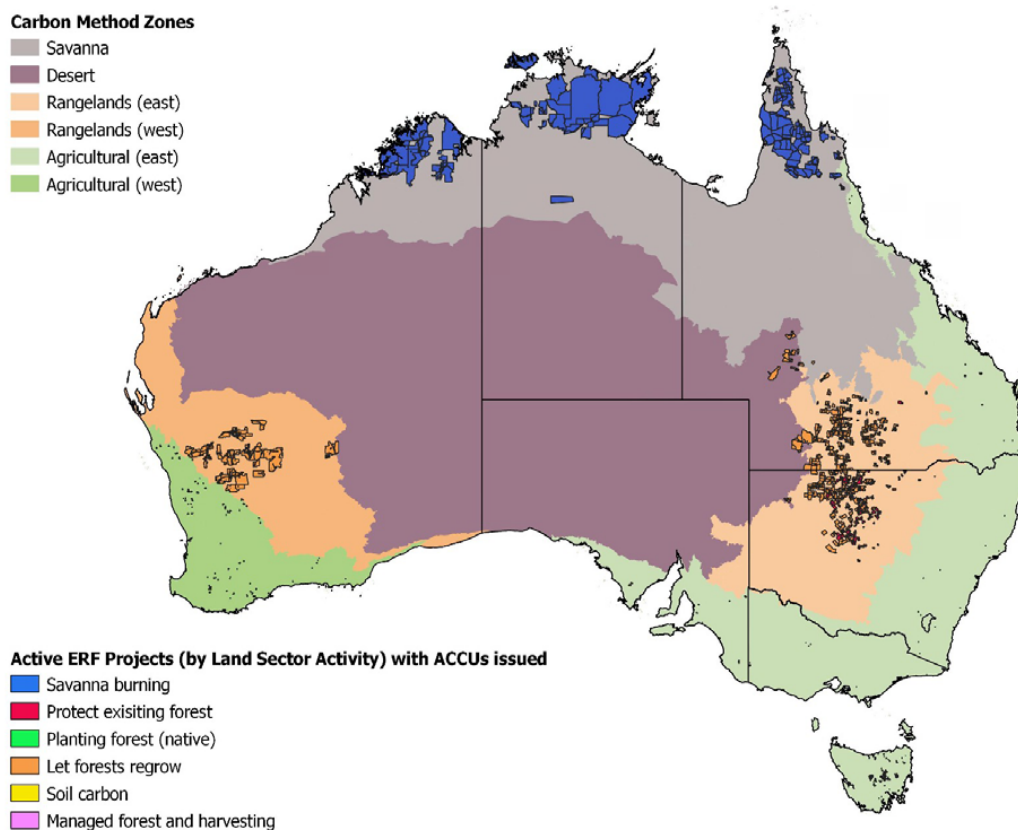 Carbon Method Zones
Savanna
Desert
Rangelands (east)
Rangelands (west)
Agricultural (east)
Agricultural (west)
Active ERF Projects (by Land Sector Activity) with ACCUs issued
Savanna burning
Protect exisiting forest
Planting forest (native)
Let forests regrow
Soil carbon
Managed forest and harvesting